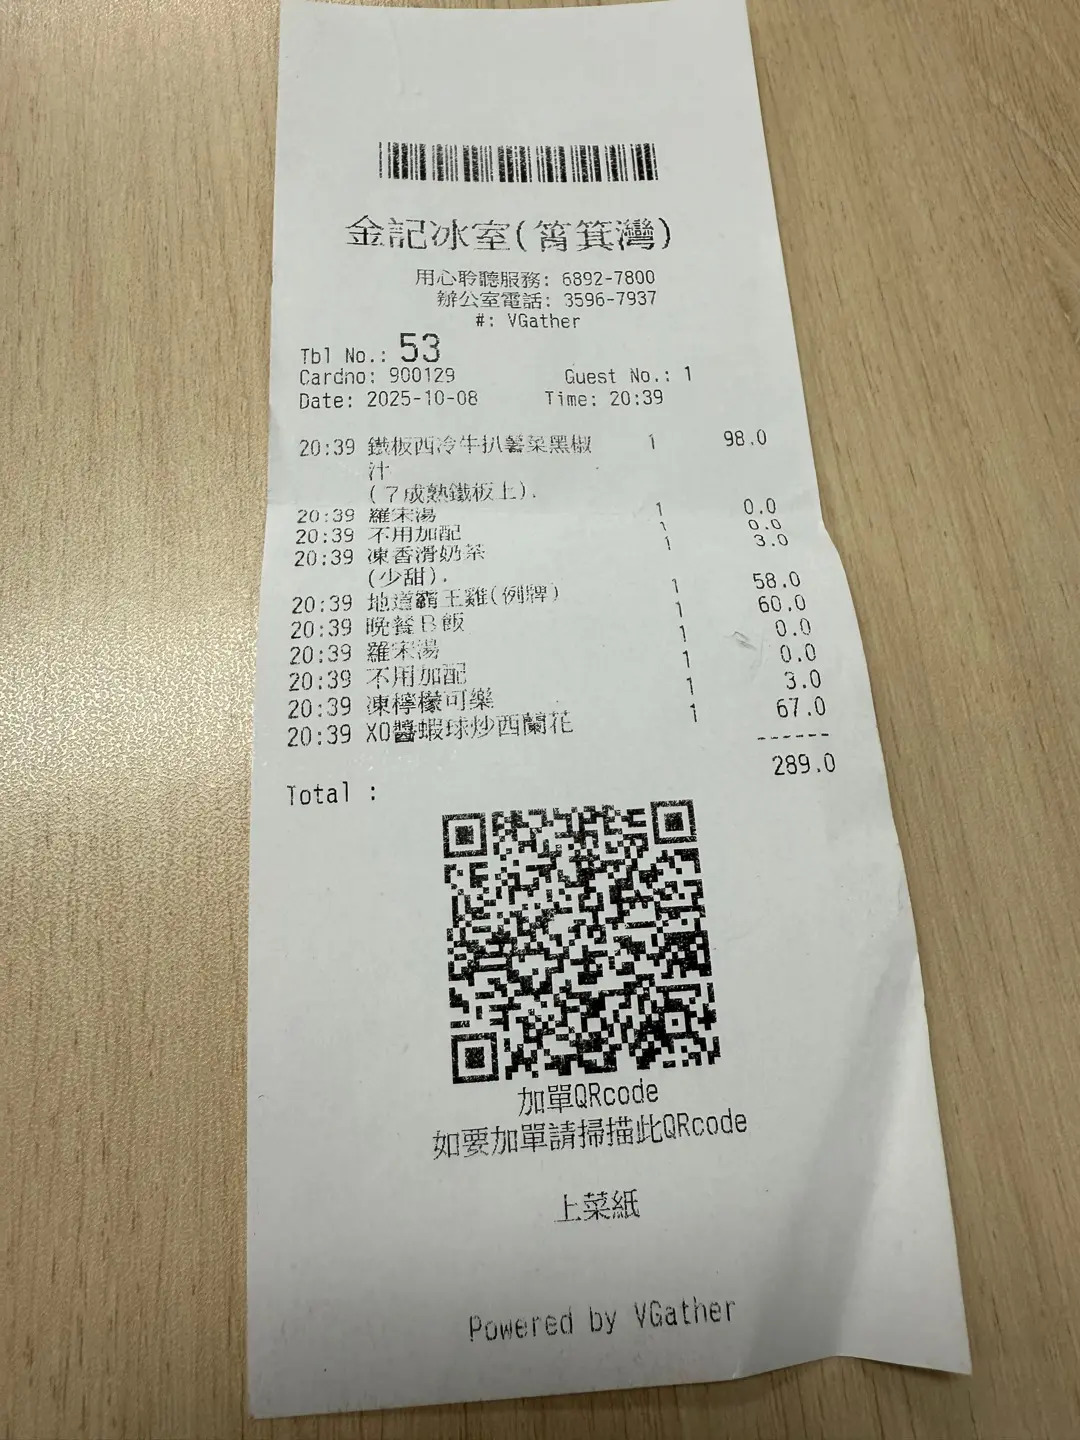 金記冰室(筲箕灣)
用心聆聽服務: 6892-7800
辦公室電話: 3596-7937
#: VGather
Tbl No.: 53
Cardno: 900129 Guest No.: 1
Date: 2025-10-08 Time: 20:39
20:39 鐵板西冷牛扒薯菜黑椒 1 98.0
汁
(7成熟鐵板上).
20:39 羅宋湯 1 0.0
20:39 不用加配 1 0.0
20:39 凍香滑奶茶 1 3.0
(少甜).
20:39 地道霸王雞(例牌) 1 58.0
20:39 晚餐B飯 1 60.0
20:39 羅宋湯 1 0.0
20:39 不用加配 1 0.0
20:39 凍檸檬可樂 1 3.0
20:39 XO醬蝦球炒西蘭花 1 67.0
------
Total : 289.0
加單QRcode
如要加單請掃描此QRcode
上菜紙
Powered by VGather